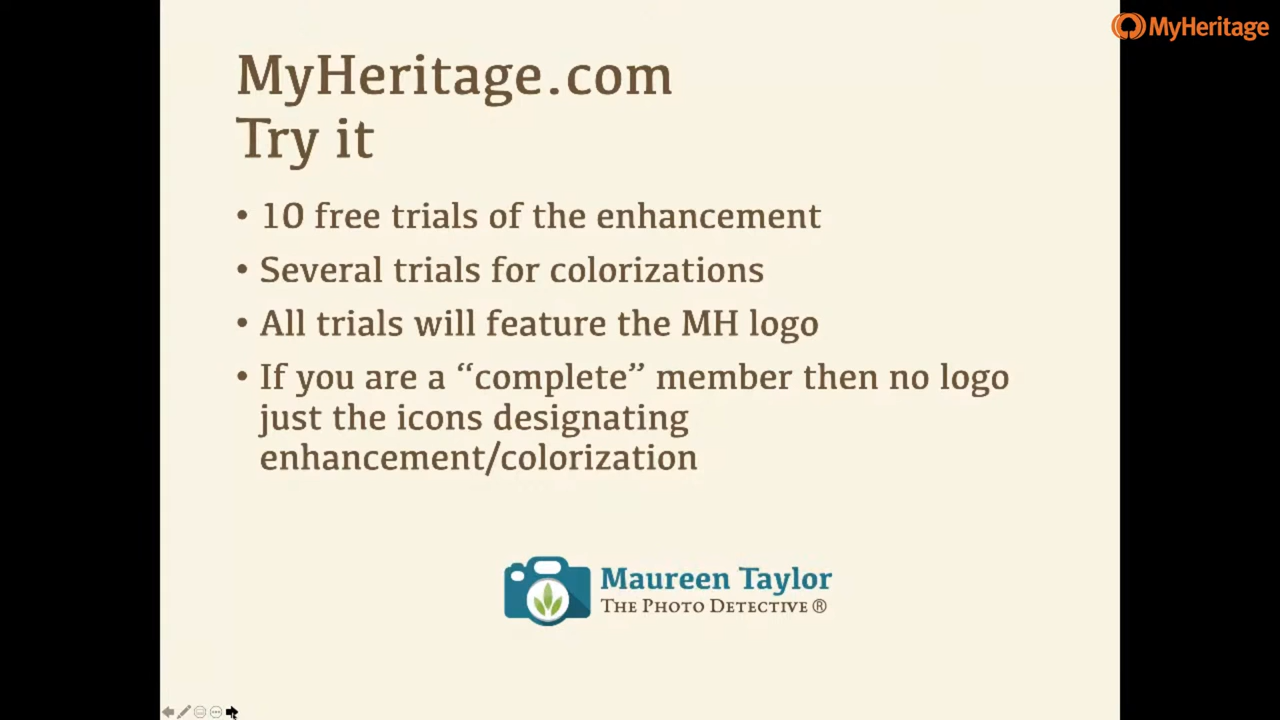 MyHeritage
MyHeritage.com
Try it
• 10 free trials of the enhancement
• Several trials for colorizations
• All trials will feature the MH logo
• If you are a “complete” member then no logo
just the icons designating
enhancement/colorization
Maureen Taylor
The Photo Detective ®